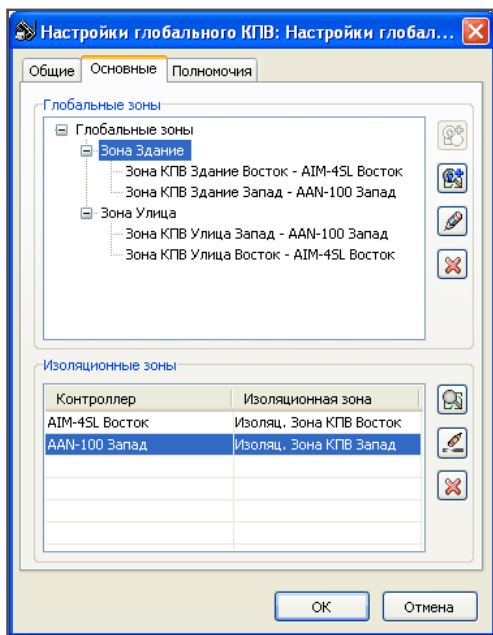 Настройки глобального КПВ: Настройки глобал...
Общие Основные Полномочия
Глобальные зоны
Глобальные зоны
Зона Здание
Зона КПВ Здание Восток - AIM-4SL Восток
Зона КПВ Здание Запад - AAN-100 Запад
Зона Улица
Зона КПВ Улица Запад - AAN-100 Запад
Зона КПВ Улица Восток - AIM-4SL Восток
Изоляционные зоны
Контроллер Изоляционная зона
AIM-4SL Восток Изоляц. Зона КПВ Восток
AAN-100 Запад Изоляц. Зона КПВ Запад
OK Отмена